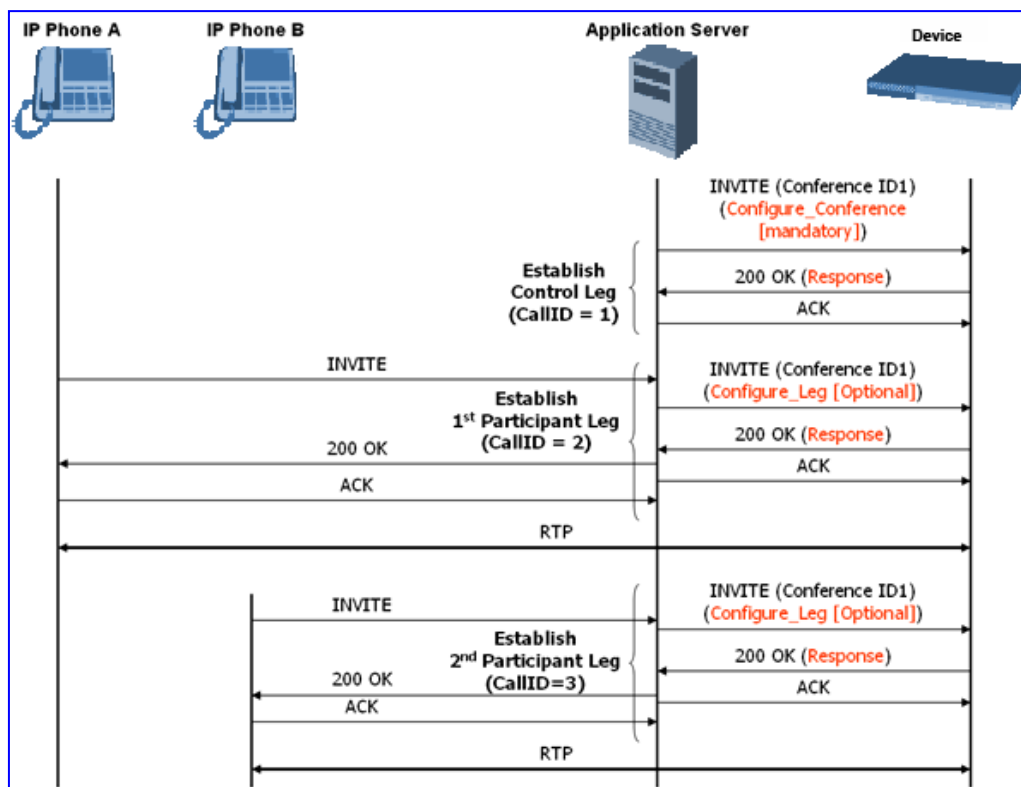 IP Phone A
IP Phone B
Application Server
Device
INVITE (Conference ID1)
(Configure_Conference
[mandatory])
Establish
Control Leg
(CallID = 1)
200 OK (Response)
ACK
INVITE
INVITE (Conference ID1)
(Configure_Leg [Optional])
Establish
1st Participant Leg
(CallID = 2)
200 OK (Response)
200 OK
ACK
ACK
RTP
INVITE
INVITE (Conference ID1)
(Configure_Leg [Optional])
Establish
2nd Participant Leg
(CallID=3)
200 OK (Response)
200 OK
ACK
ACK
RTP